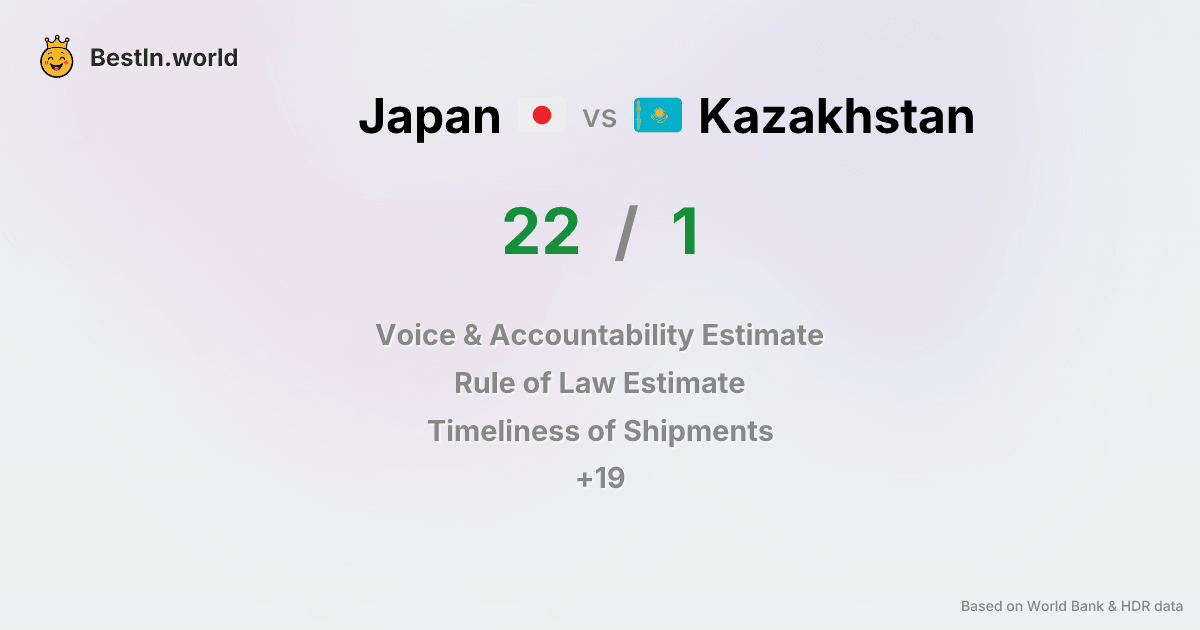 BestIn.world
Japan vs Kazakhstan
22 / 1
Voice & Accountability Estimate
Rule of Law Estimate
Timeliness of Shipments
+19
Based on World Bank & HDR data